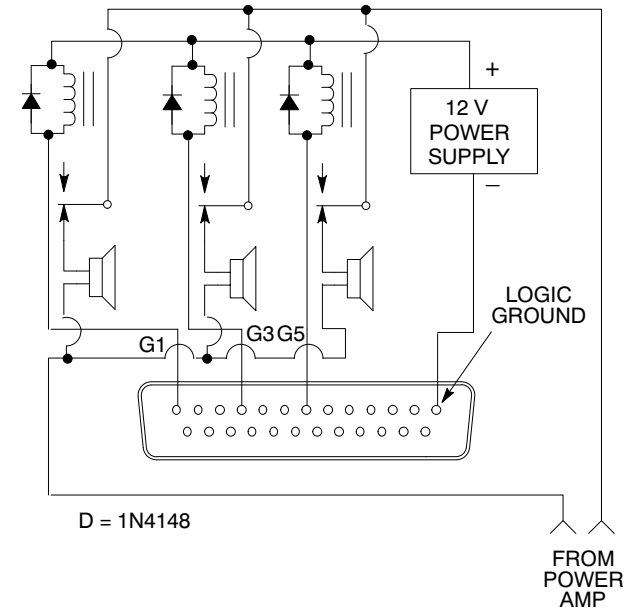 +
12 V
POWER
SUPPLY
–
LOGIC
GROUND
G1
G3 G5
D = 1N4148
FROM
POWER
AMP